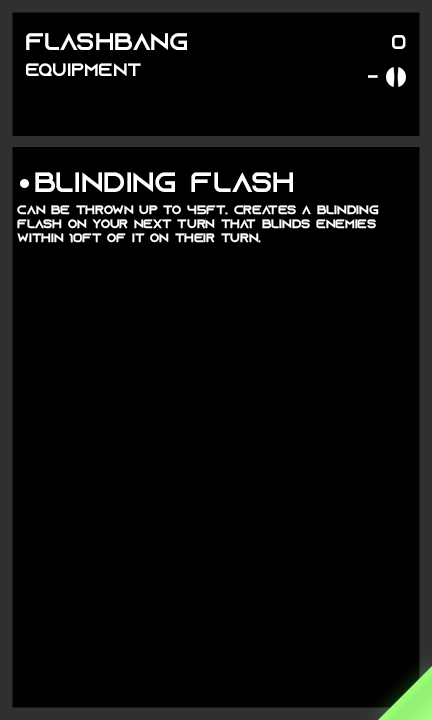 FLASHBANG
0
EQUIPMENT
-
•BLINDING FLASH
CAN BE THROWN UP TO 45FT. CREATES A BLINDING
FLASH ON YOUR NEXT TURN THAT BLINDS ENEMIES
WITHIN 10FT OF IT ON THEIR TURN.